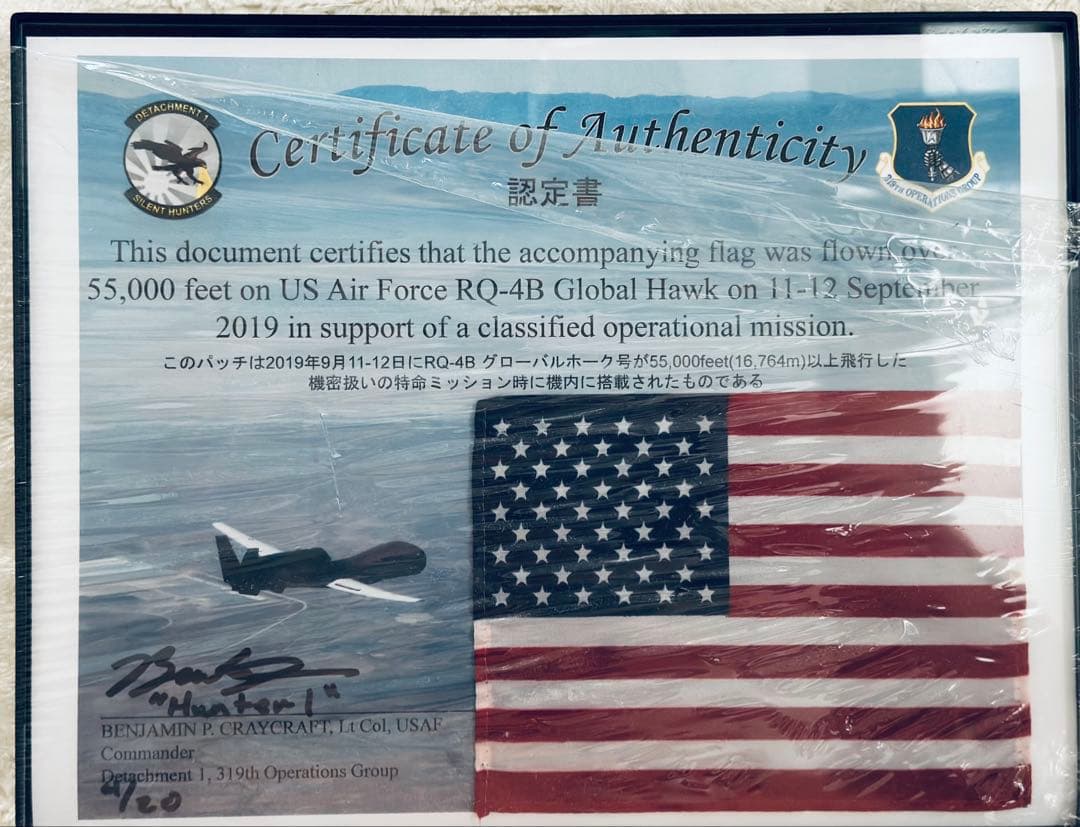 DETACHMENT 1
SILENT HUNTERS
Certificate of Authenticity
認定書
319TH OPERATIONS GROUP
This document certifies that the accompanying flag was flown over
55,000 feet on US Air Force RQ-4B Global Hawk on 11-12 September
2019 in support of a classified operational mission.
このパッチは2019年9月11-12日にRQ-4B グローバルホーク号が55,000feet(16,764m)以上飛行した
機密扱いの特命ミッション時に機内に搭載されたものである
"Hunter 1"
BENJAMIN P. CRAYCRAFT, Lt Col, USAF
Commander
Detachment 1, 319th Operations Group
/20